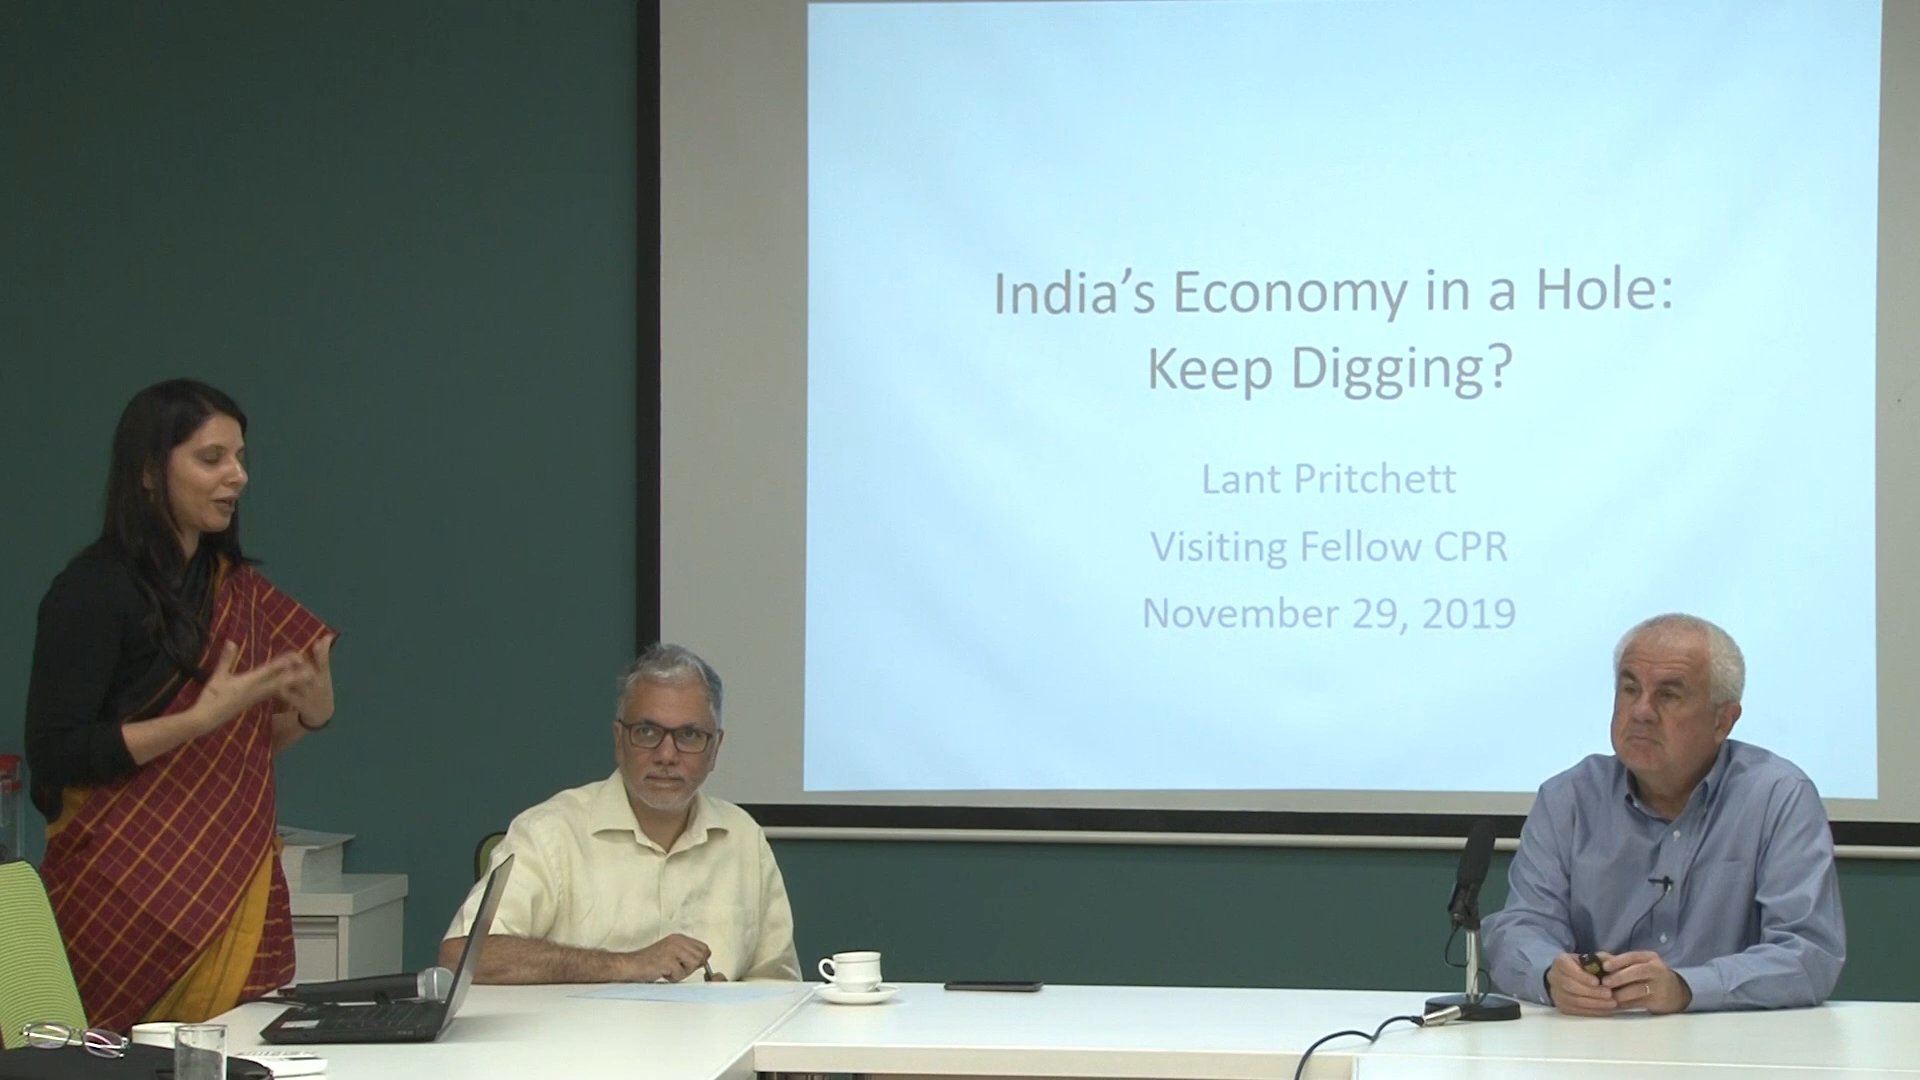 India’s Economy in a Hole:
Keep Digging?
Lant Pritchett
Visiting Fellow CPR
November 29, 2019